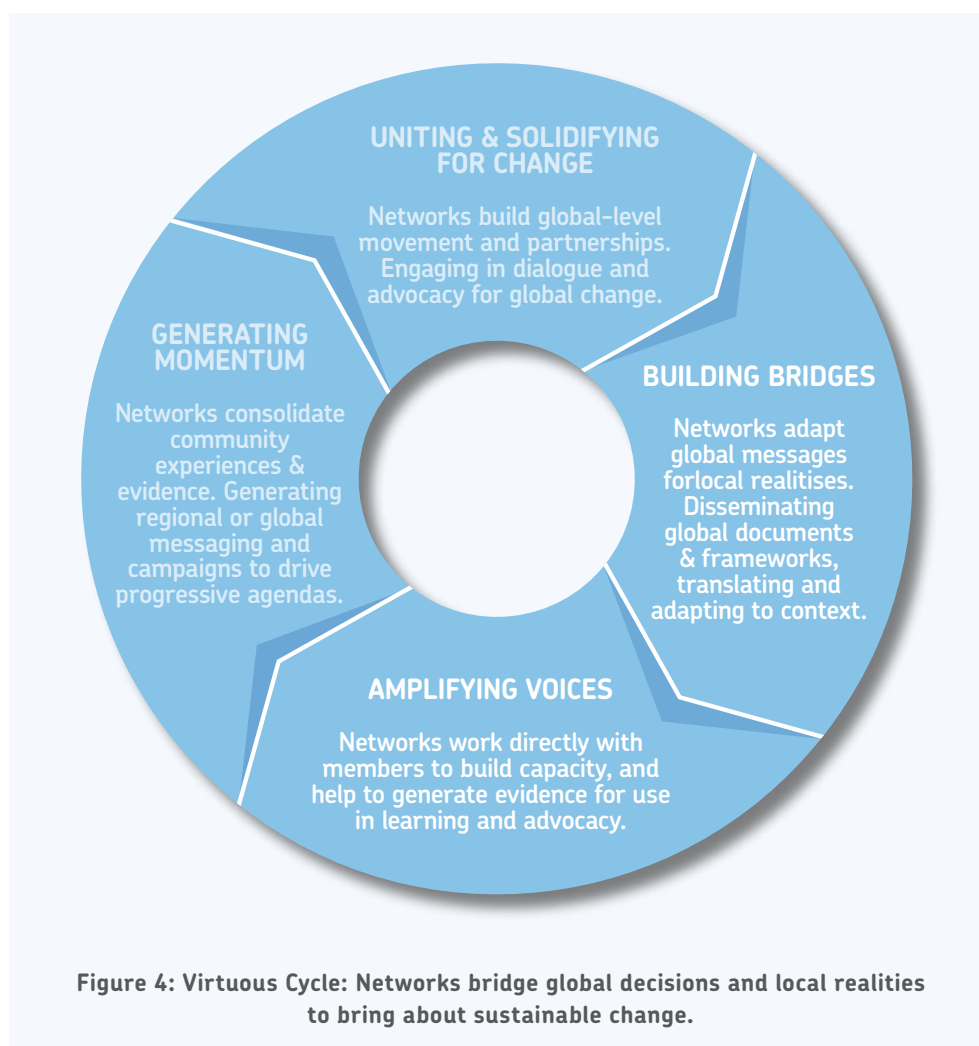 UNITING & SOLIDIFYING
FOR CHANGE
Networks build global-level
movement and partnerships.
Engaging in dialogue and
advocacy for global change.
BUILDING BRIDGES
Networks adapt
global messages
forlocal realitises.
Disseminating
global documents
& frameworks,
translating and
adapting to context.
AMPLIFYING VOICES
Networks work directly with
members to build capacity, and
help to generate evidence for use
in learning and advocacy.
GENERATING
MOMENTUM
Networks consolidate
community
experiences &
evidence. Generating
regional or global
messaging and
campaigns to drive
progressive agendas.
Figure 4: Virtuous Cycle: Networks bridge global decisions and local realities
to bring about sustainable change.